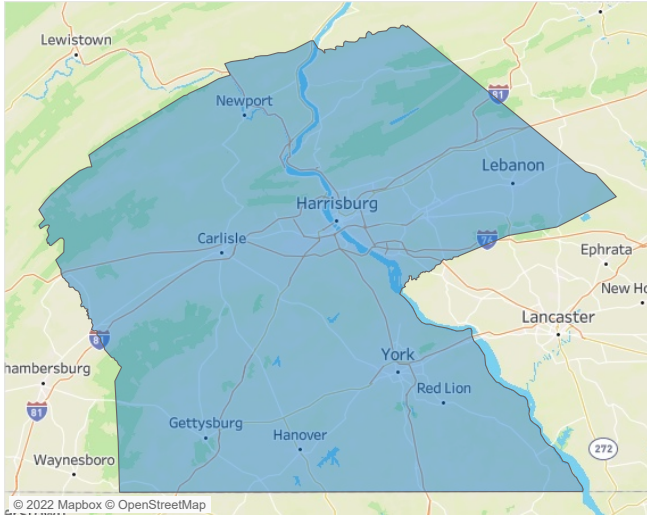 Lewistown
81
Newport
Lebanon
Harrisburg
Carlisle
76
Ephrata
New Ho
Lancaster
81
York
hambersburg
Red Lion
81
Gettysburg
Hanover
272
Waynesboro
© 2022 Mapbox © OpenStreetMap